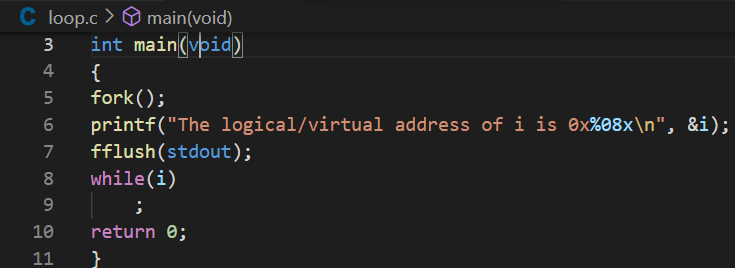 loop.c > main(void)
3 int main(void)
4 {
5 fork();
6 printf("The logical/virtual address of i is 0x%08x\n", &i);
7 fflush(stdout);
8 while(i)
9     ;
10 return 0;
11 }